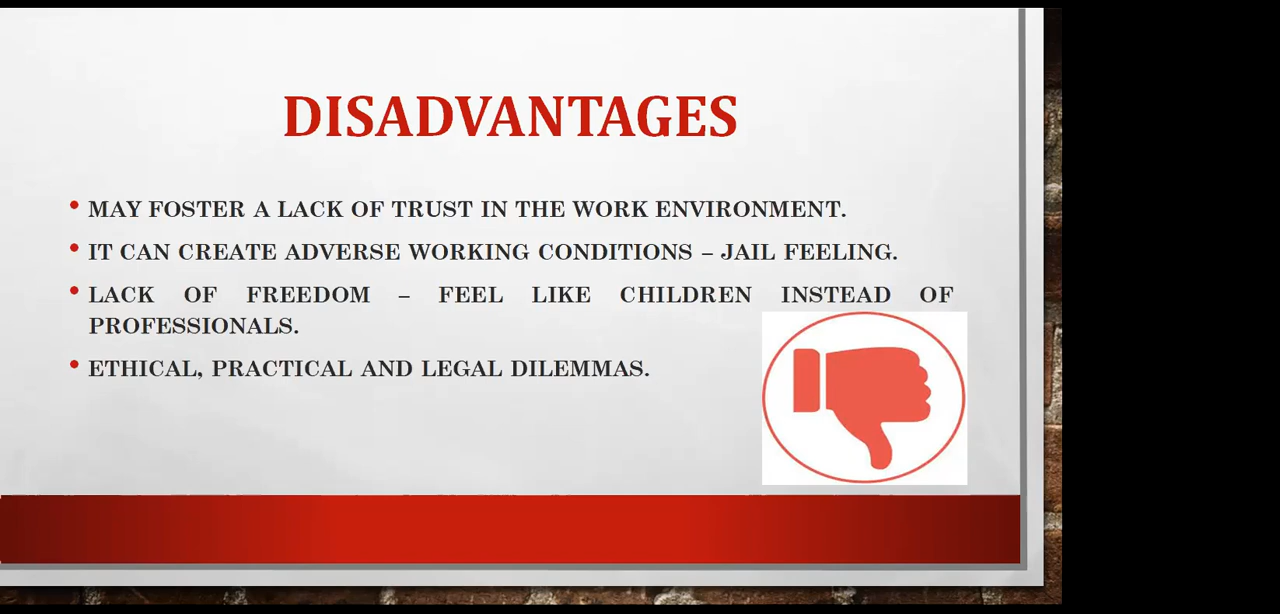 DISADVANTAGES
• MAY FOSTER A LACK OF TRUST IN THE WORK ENVIRONMENT.
• IT CAN CREATE ADVERSE WORKING CONDITIONS – JAIL FEELING.
• LACK OF FREEDOM – FEEL LIKE CHILDREN INSTEAD OF
PROFESSIONALS.
• ETHICAL, PRACTICAL AND LEGAL DILEMMAS.